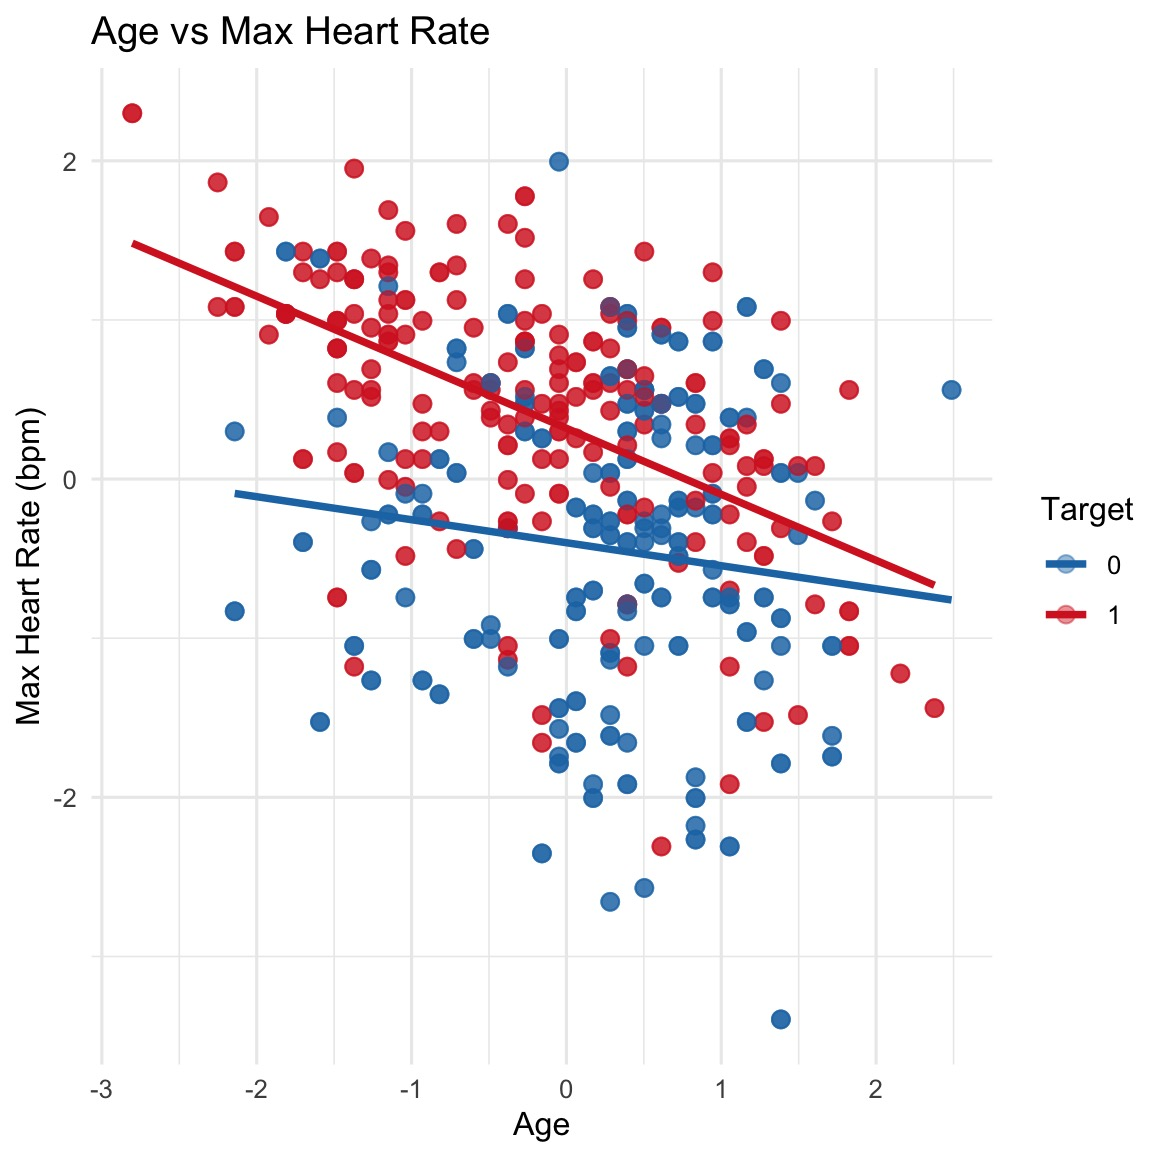 Age vs Max Heart Rate
Max Heart Rate (bpm)
2
0
-2
-3 -2 -1 0 1 2
Age
Target
0
1